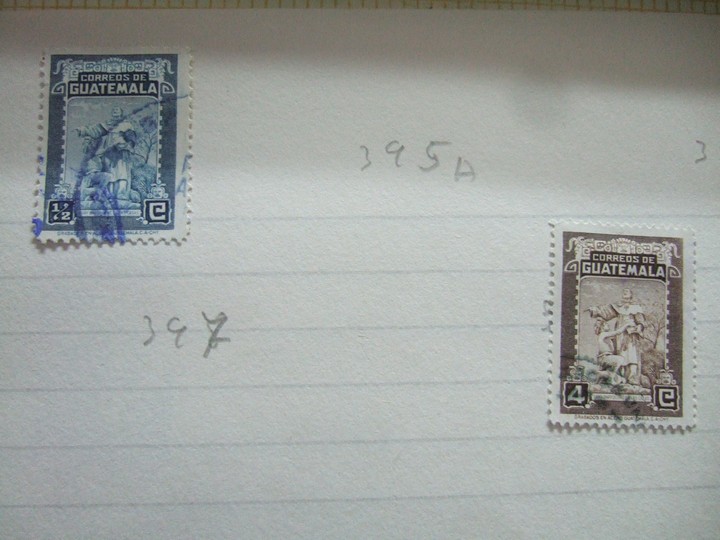 CORREOS DE
GUATEMALA
1/2 C
395A
3
CORREOS DE
GUATEMALA
4 C
397